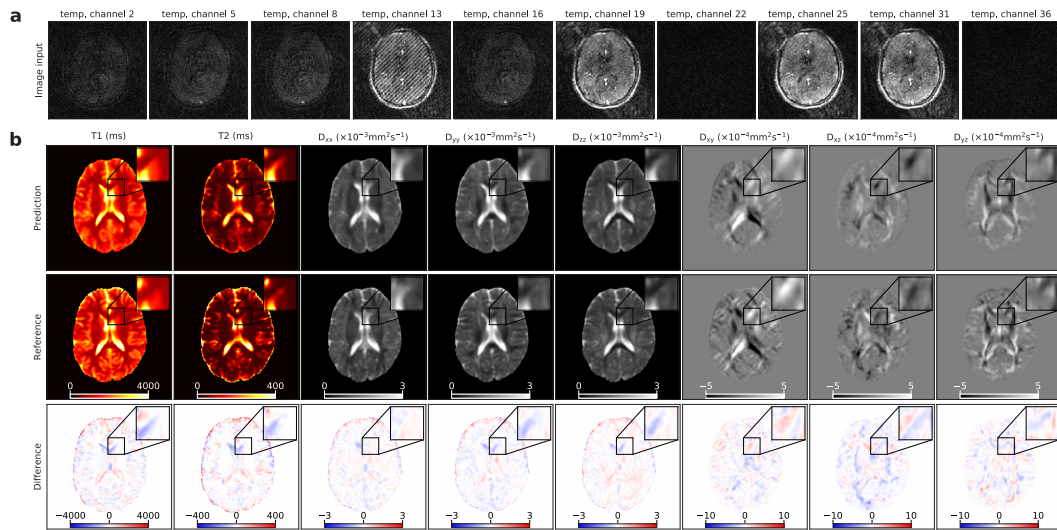 a
temp, channel 2 temp, channel 5 temp, channel 8 temp, channel 13 temp, channel 16 temp, channel 19 temp, channel 22 temp, channel 25 temp, channel 31 temp, channel 36
Image input
b
T1 (ms) T2 (ms) Dxx (×10⁻³mm²s⁻¹) Dyy (×10⁻³mm²s⁻¹) Dzz (×10⁻³mm²s⁻¹) Dxy (×10⁻⁴mm²s⁻¹) Dxz (×10⁻⁴mm²s⁻¹) Dyz (×10⁻⁴mm²s⁻¹)
Prediction
Reference
0 4000 0 400 0 3 0 3 0 3 −5 5 −5 5 −5 5
Difference
−4000 0 4000 −400 0 400 −3 0 3 −3 0 3 −3 0 3 −10 0 10 −10 0 10 −10 0 10